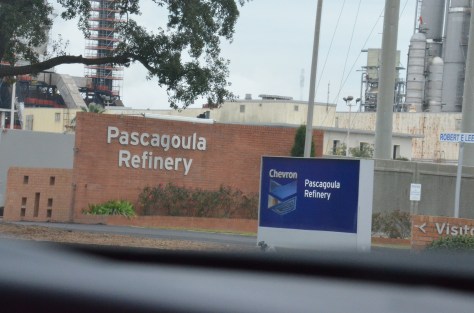 Pascagoula
Refinery
Chevron
Pascagoula
Refinery
ROBERT E LEE
< Visito